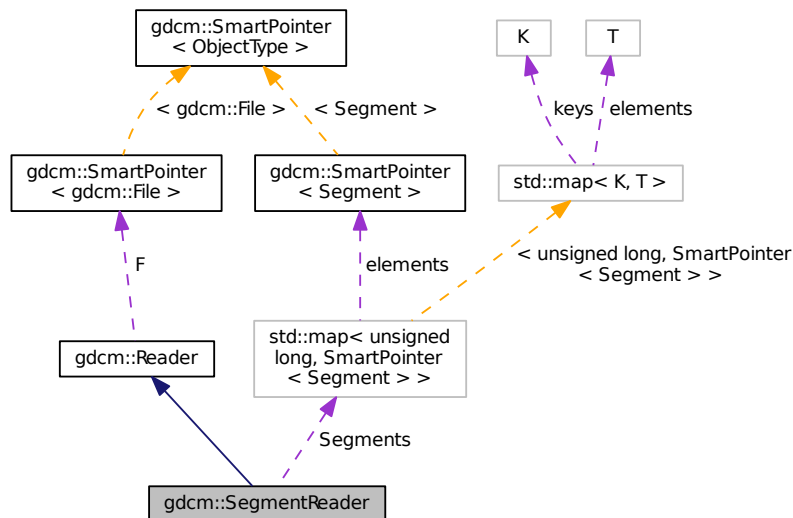 gdcm::SmartPointer
< ObjectType >
K
T
< gdcm::File >
< Segment >
keys
elements
gdcm::SmartPointer
< gdcm::File >
gdcm::SmartPointer
< Segment >
std::map< K, T >
F
elements
< unsigned long, SmartPointer
< Segment > >
gdcm::Reader
std::map< unsigned
long, SmartPointer
< Segment > >
Segments
gdcm::SegmentReader